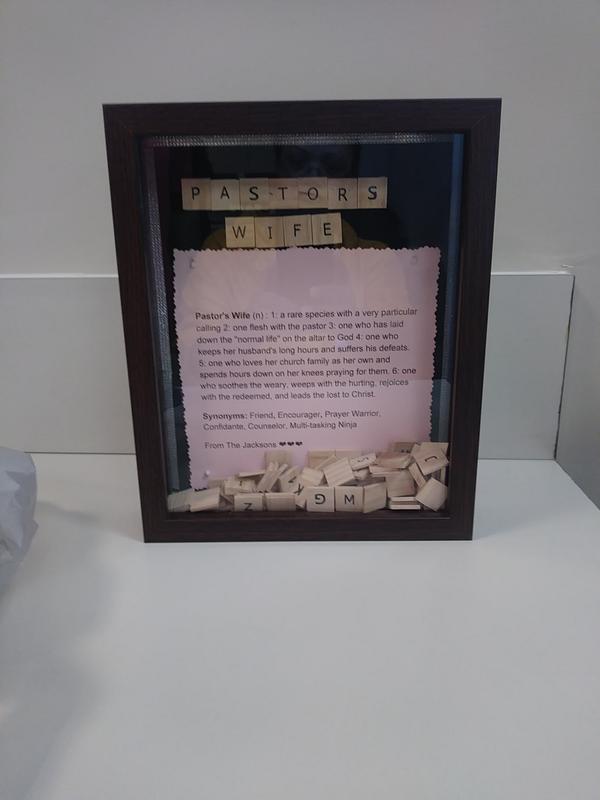 PASTORS
WIFE
Pastor's Wife (n) : 1: a rare species with a very particular
calling 2: one flesh with the pastor 3: one who has laid
down the "normal life" on the altar to God 4: one who
keeps her husband's long hours and suffers his defeats.
5: one who loves her church family as her own and
spends hours down on her knees praying for them. 6: one
who soothes the weary, weeps with the hurting, rejoices
with the redeemed, and leads the lost to Christ.
Synonyms: Friend, Encourager, Prayer Warrior,
Confidante, Counselor, Multi-tasking Ninja
From The Jacksons ❤❤❤
Z G M